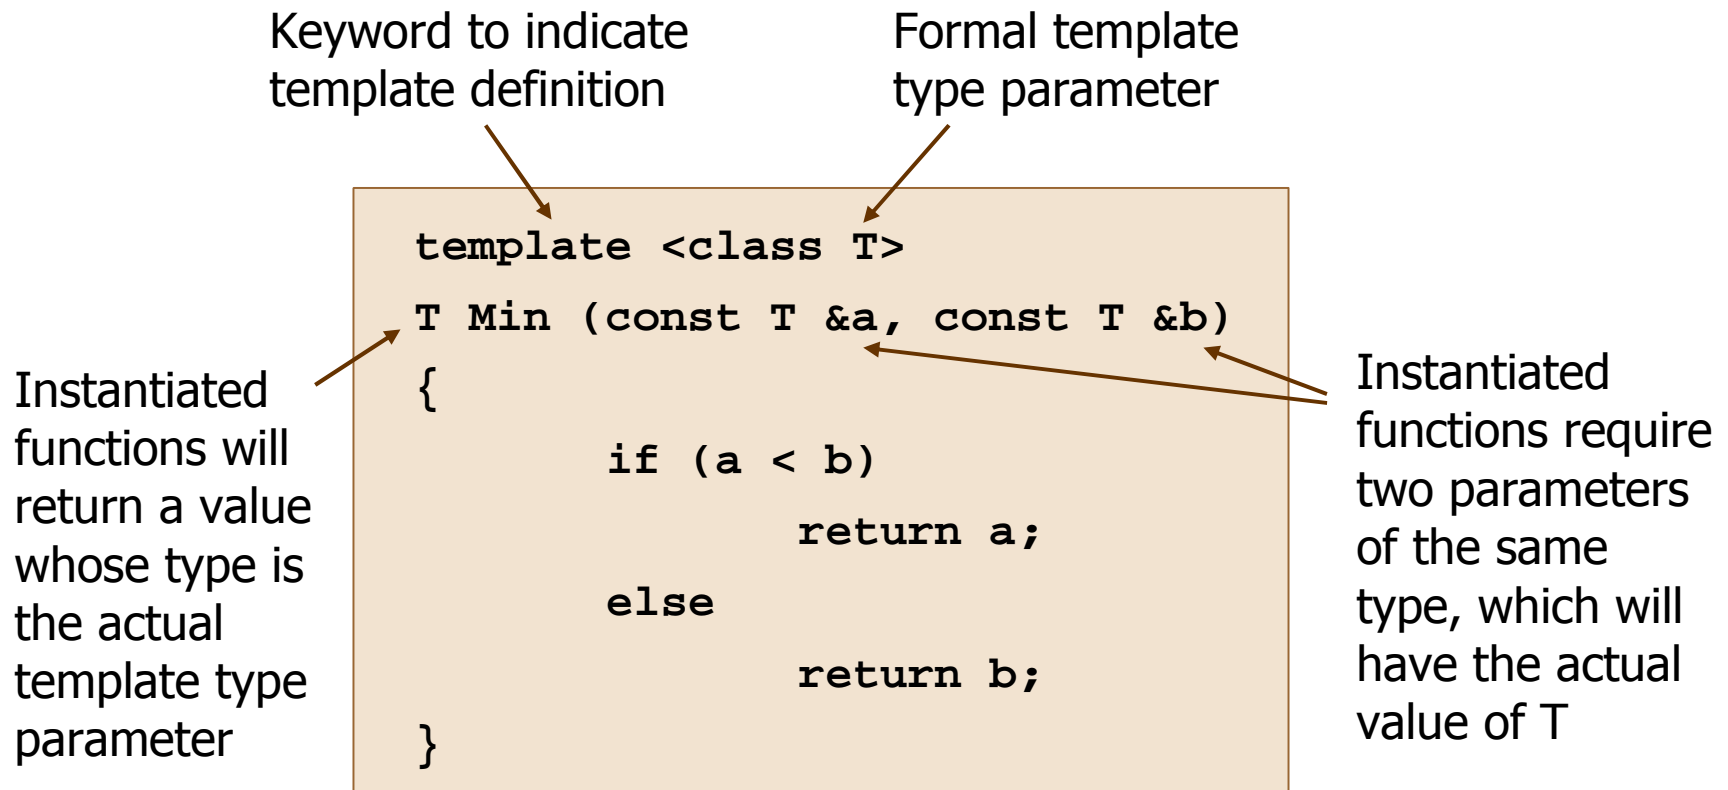 Keyword to indicate
template definition
Formal template
type parameter
template <class T>
T Min (const T &a, const T &b)
{
if (a < b)
return a;
else
return b;
}
Instantiated
functions will
return a value
whose type is
the actual
template type
parameter
Instantiated
functions require
two parameters
of the same
type, which will
have the actual
value of T